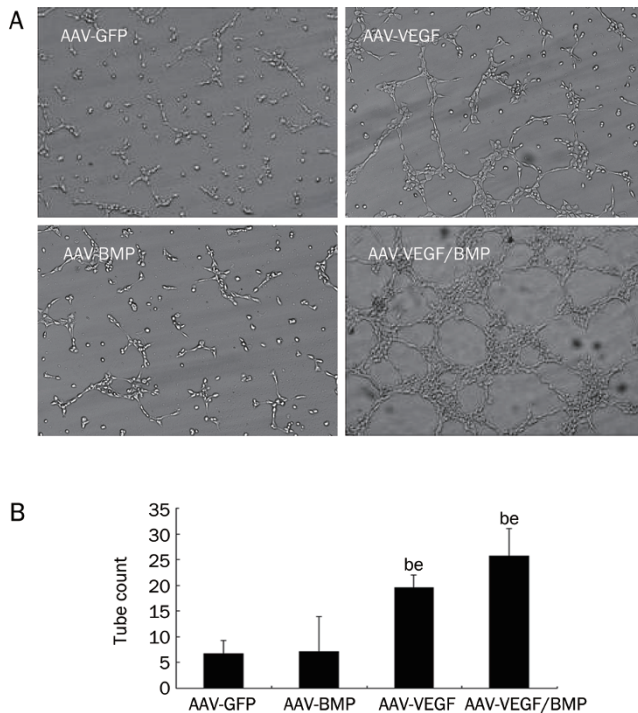 A
AAV-GFP
AAV-VEGF
AAV-BMP
AAV-VEGF/BMP
B
Tube count
35
30
25
20
15
10
5
0
be
be
AAV-GFP
AAV-BMP
AAV-VEGF
AAV-VEGF/BMP